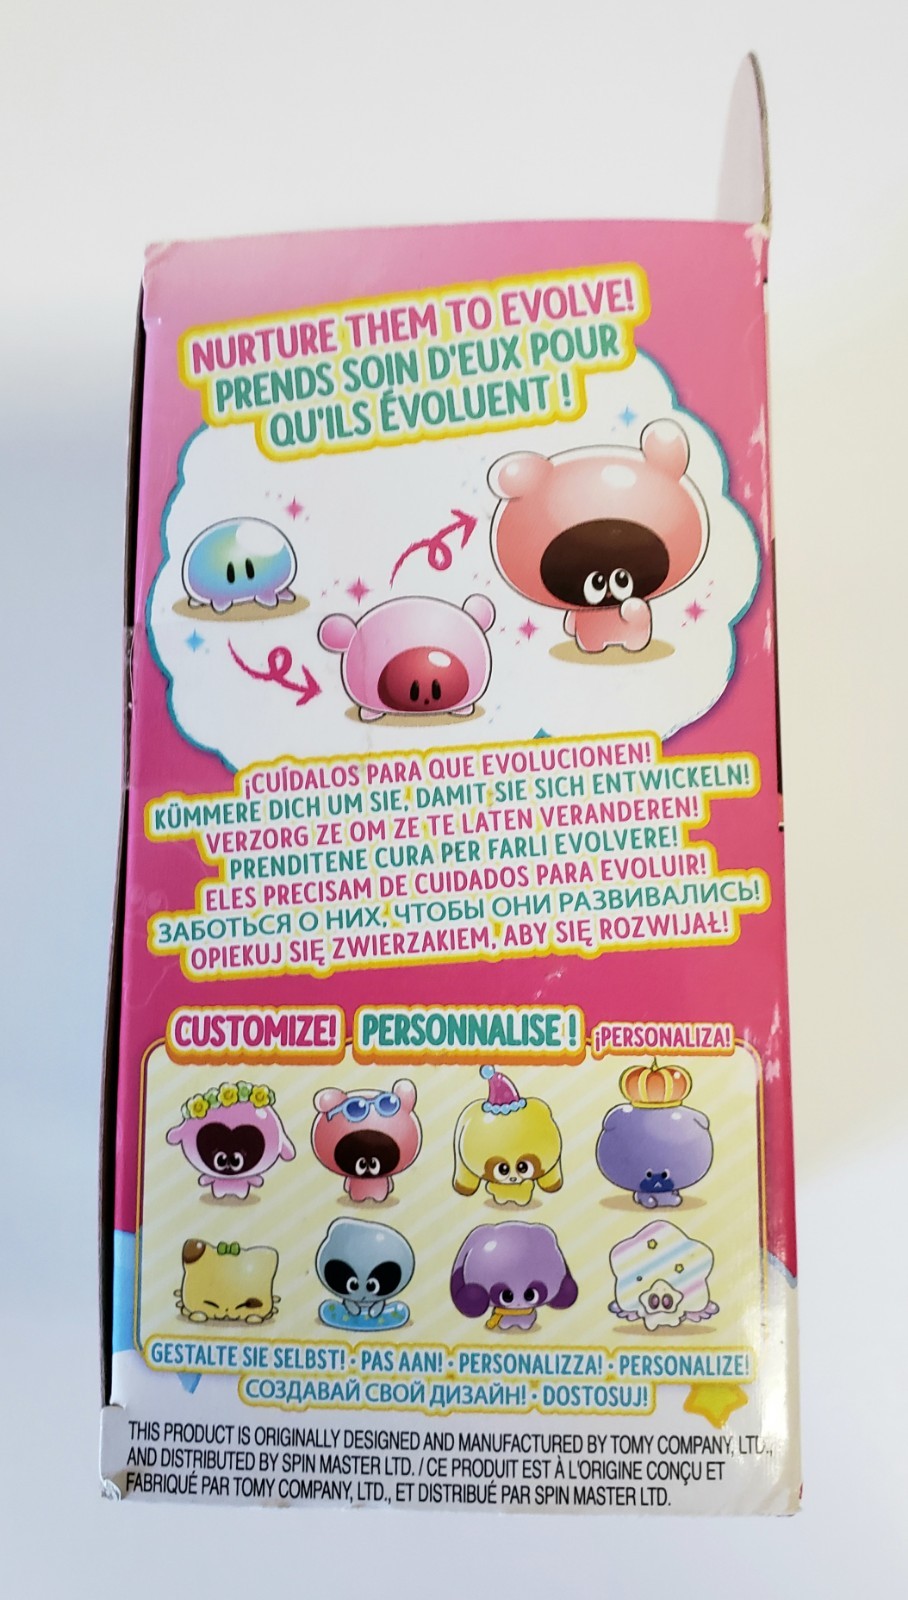 NURTURE THEM TO EVOLVE!
PRENDS SOIN D'EUX POUR
QU'ILS ÉVOLUENT !
¡CUÍDALOS PARA QUE EVOLUCIONEN!
KÜMMERE DICH UM SIE, DAMIT SIE SICH ENTWICKELN!
VERZORG ZE OM ZE TE LATEN VERANDEREN!
PRENDITENE CURA PER FARLI EVOLVERE!
ELES PRECISAM DE CUIDADOS PARA EVOLUIR!
ЗАБОТЬСЯ О НИХ, ЧТОБЫ ОНИ РАЗВИВАЛИСЬ!
OPIEKUJ SIĘ ZWIERZAKIEM, ABY SIĘ ROZWIJAŁ!
CUSTOMIZE! PERSONNALISE ! ¡PERSONALIZA!
GESTALTE SIE SELBST! • PAS AAN! • PERSONALIZZA! • PERSONALIZE!
СОЗДАВАЙ СВОЙ ДИЗАЙН! • DOSTOSUJ!
THIS PRODUCT IS ORIGINALLY DESIGNED AND MANUFACTURED BY TOMY COMPANY, LTD.,
AND DISTRIBUTED BY SPIN MASTER LTD. / CE PRODUIT EST À L'ORIGINE CONÇU ET
FABRIQUÉ PAR TOMY COMPANY, LTD., ET DISTRIBUÉ PAR SPIN MASTER LTD.